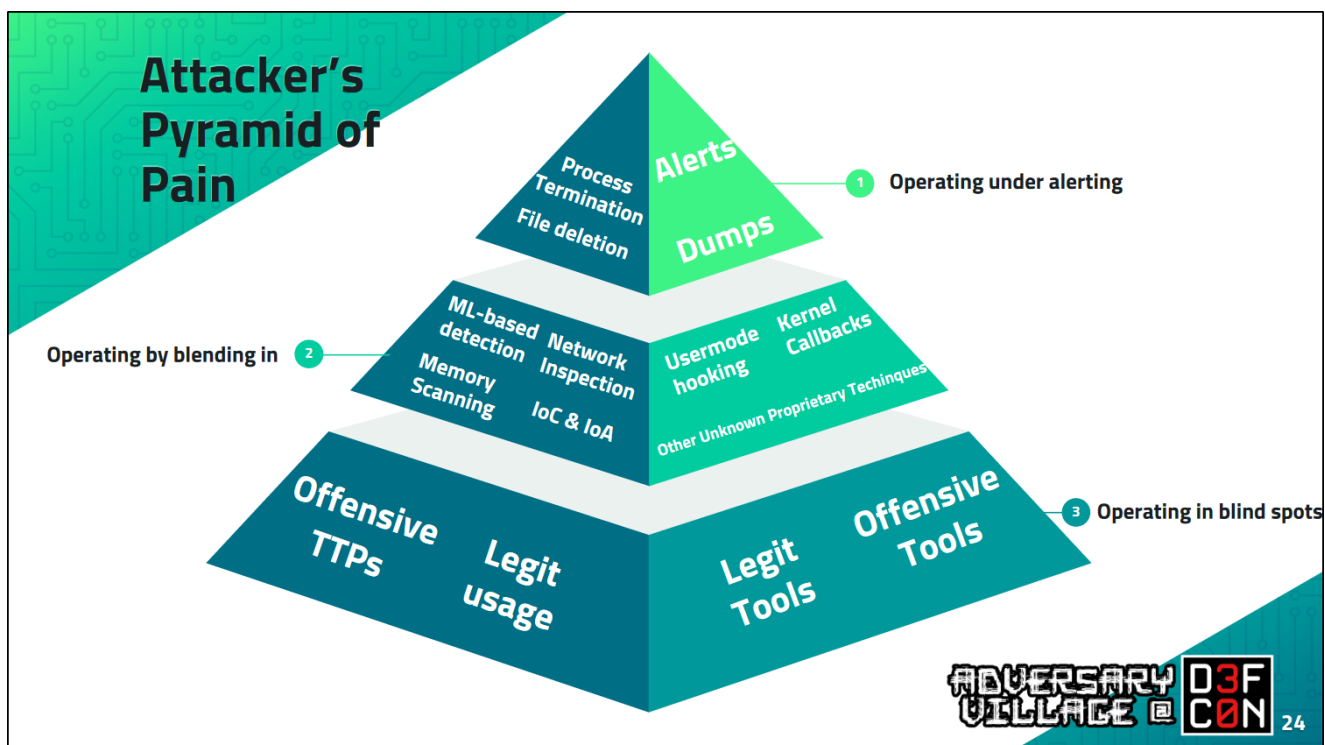 Attacker's
Pyramid of
Pain
Process
Termination
File deletion
Alerts
Dumps
1
Operating under alerting
Operating by blending in
2
ML-based
detection
Network
Inspection
Memory
Scanning
IoC & IoA
Usermode
hooking
Kernel
Callbacks
Other Unknown Proprietary Techinques
Offensive
TTPs
Legit
usage
Legit
Tools
Offensive
Tools
3
Operating in blind spots
ADVERSARY
VILLAGE @
D3F
C0N
24